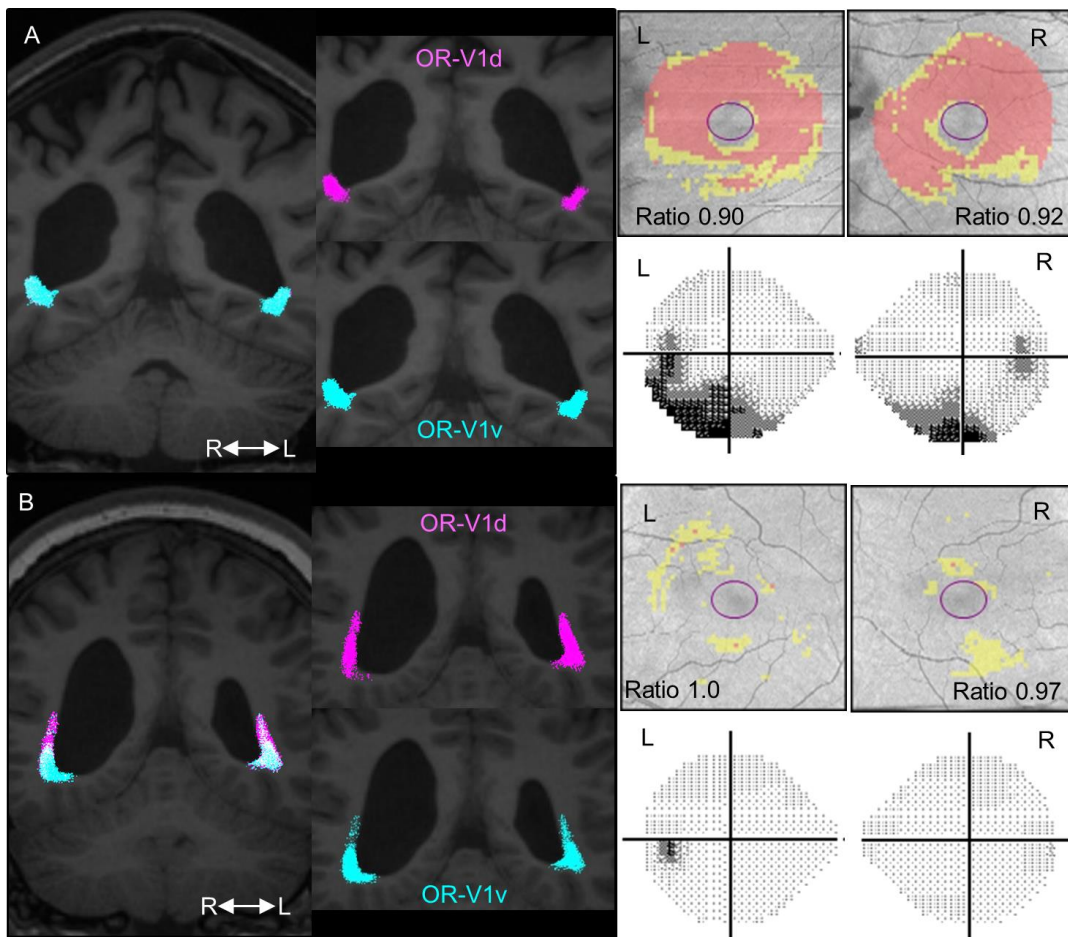 A
OR-V1d
L
R
Ratio 0.90
Ratio 0.92
L
R
OR-V1v
R L
B
OR-V1d
L
R
Ratio 1.0
Ratio 0.97
L
R
OR-V1v
R L